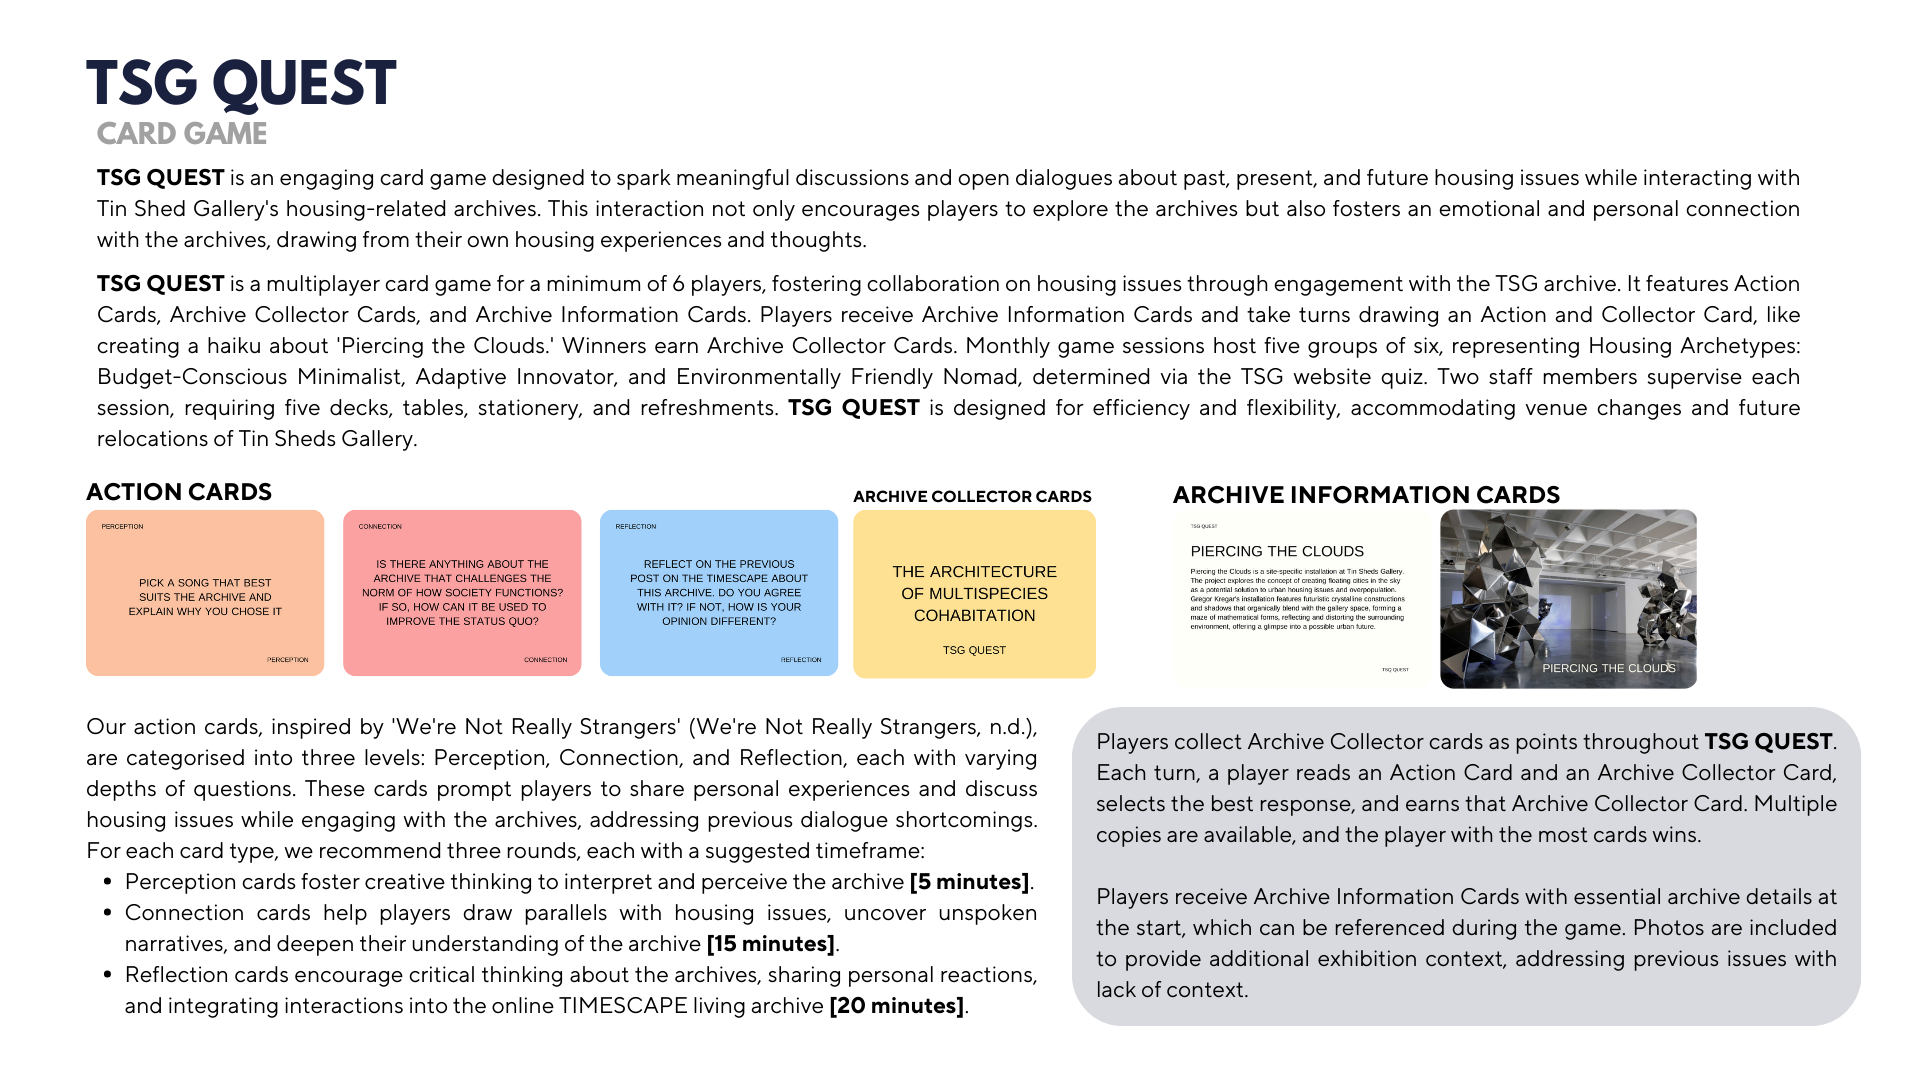 TSG QUEST
CARD GAME
TSG QUEST is an engaging card game designed to spark meaningful discussions and open dialogues about past, present, and future housing issues while interacting with
Tin Shed Gallery's housing-related archives. This interaction not only encourages players to explore the archives but also fosters an emotional and personal connection
with the archives, drawing from their own housing experiences and thoughts.
TSG QUEST is a multiplayer card game for a minimum of 6 players, fostering collaboration on housing issues through engagement with the TSG archive. It features Action
Cards, Archive Collector Cards, and Archive Information Cards. Players receive Archive Information Cards and take turns drawing an Action and Collector Card, like
creating a haiku about 'Piercing the Clouds.' Winners earn Archive Collector Cards. Monthly game sessions host five groups of six, representing Housing Archetypes:
Budget-Conscious Minimalist, Adaptive Innovator, and Environmentally Friendly Nomad, determined via the TSG website quiz. Two staff members supervise each
session, requiring five decks, tables, stationery, and refreshments. TSG QUEST is designed for efficiency and flexibility, accommodating venue changes and future
relocations of Tin Sheds Gallery.
ACTION CARDS
PERCEPTION
PICK A SONG THAT BEST
SUITS THE ARCHIVE AND
EXPLAIN WHY YOU CHOSE IT
PERCEPTION
CONNECTION
IS THERE ANYTHING ABOUT THE
ARCHIVE THAT CHALLENGES THE
NORM OF HOW SOCIETY FUNCTIONS?
IF SO, HOW CAN IT BE USED TO
IMPROVE THE STATUS QUO?
CONNECTION
REFLECTION
REFLECT ON THE PREVIOUS
POST ON THE TIMESCAPE ABOUT
THIS ARCHIVE. DO YOU AGREE
WITH IT? IF NOT, HOW IS YOUR
OPINION DIFFERENT?
REFLECTION
ARCHIVE COLLECTOR CARDS
THE ARCHITECTURE
OF MULTISPECIES
COHABITATION
TSG QUEST
ARCHIVE INFORMATION CARDS
TSG QUEST
PIERCING THE CLOUDS
Piercing the Clouds is a site-specific installation at Tin Sheds Gallery.
The project explores the concept of creating floating cities in the sky
as a potential solution to urban housing issues and overpopulation.
Gregor Kregar's installation features futuristic crystalline constructions
and shadows that organically blend with the gallery space, forming a
maze of mathematical forms, reflecting and distorting the surrounding
environment, offering a glimpse into a possible urban future.
TSQ QUEST
PIERCING THE CLOUDS
Our action cards, inspired by 'We're Not Really Strangers' (We're Not Really Strangers, n.d.),
are categorised into three levels: Perception, Connection, and Reflection, each with varying
depths of questions. These cards prompt players to share personal experiences and discuss
housing issues while engaging with the archives, addressing previous dialogue shortcomings.
For each card type, we recommend three rounds, each with a suggested timeframe:
• Perception cards foster creative thinking to interpret and perceive the archive [5 minutes].
• Connection cards help players draw parallels with housing issues, uncover unspoken
narratives, and deepen their understanding of the archive [15 minutes].
• Reflection cards encourage critical thinking about the archives, sharing personal reactions,
and integrating interactions into the online TIMESCAPE living archive [20 minutes].
Players collect Archive Collector cards as points throughout TSG QUEST.
Each turn, a player reads an Action Card and an Archive Collector Card,
selects the best response, and earns that Archive Collector Card. Multiple
copies are available, and the player with the most cards wins.
Players receive Archive Information Cards with essential archive details at
the start, which can be referenced during the game. Photos are included
to provide additional exhibition context, addressing previous issues with
lack of context.